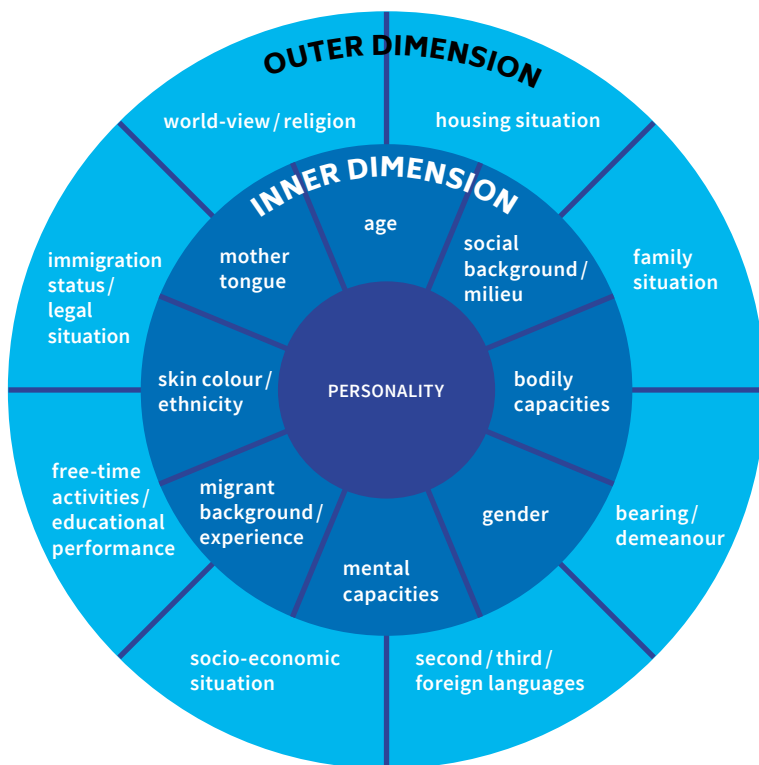 OUTER DIMENSION
world-view / religion
housing situation
family
situation
bearing /
demeanour
second / third /
foreign languages
socio-economic
situation
free-time
activities /
educational
performance
immigration
status /
legal
situation
INNER DIMENSION
age
social
background /
milieu
bodily
capacities
gender
mental
capacities
migrant
background /
experience
skin colour /
ethnicity
mother
tongue
PERSONALITY